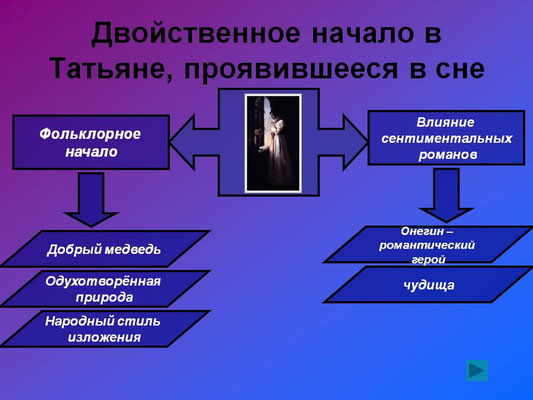 Двойственное начало в
Татьяне, проявившееся в сне
Фольклорное
начало
Влияние
сентиментальных
романов
Добрый медведь
Одухотворённая
природа
Народный стиль
изложения
Онегин –
романтический
герой
чудища